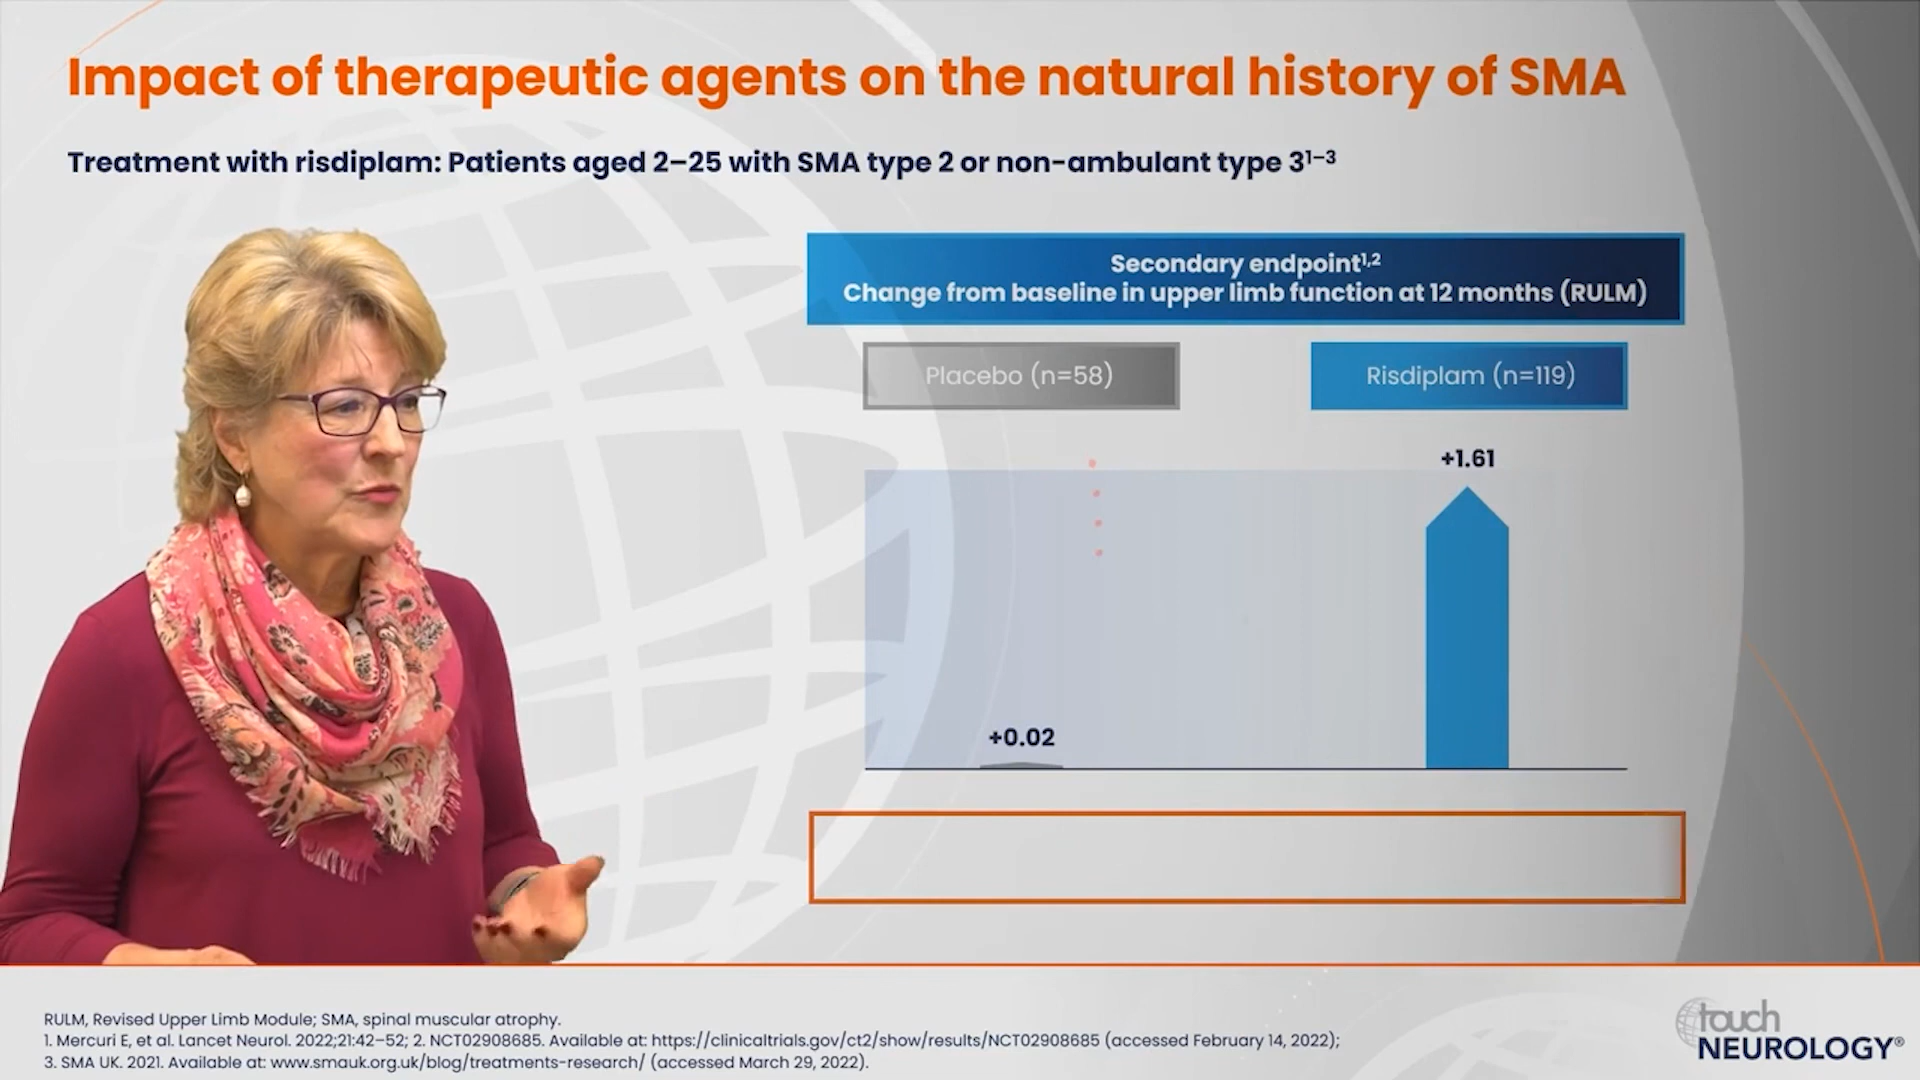 Impact of therapeutic agents on the natural history of SMA
Treatment with risdiplam: Patients aged 2–25 with SMA type 2 or non-ambulant type 3¹⁻³
Secondary endpoint¹,²
Change from baseline in upper limb function at 12 months (RULM)
Placebo (n=58)
Risdiplam (n=119)
+1.61
+0.02
RULM, Revised Upper Limb Module; SMA, spinal muscular atrophy.
1. Mercuri E, et al. Lancet Neurol. 2022;21:42–52; 2. NCT02908685. Available at: https://clinicaltrials.gov/ct2/show/results/NCT02908685 (accessed February 14, 2022);
3. SMA UK. 2021. Available at: www.smauk.org.uk/blog/treatments-research/ (accessed March 29, 2022).
touch
NEUROLOGY®